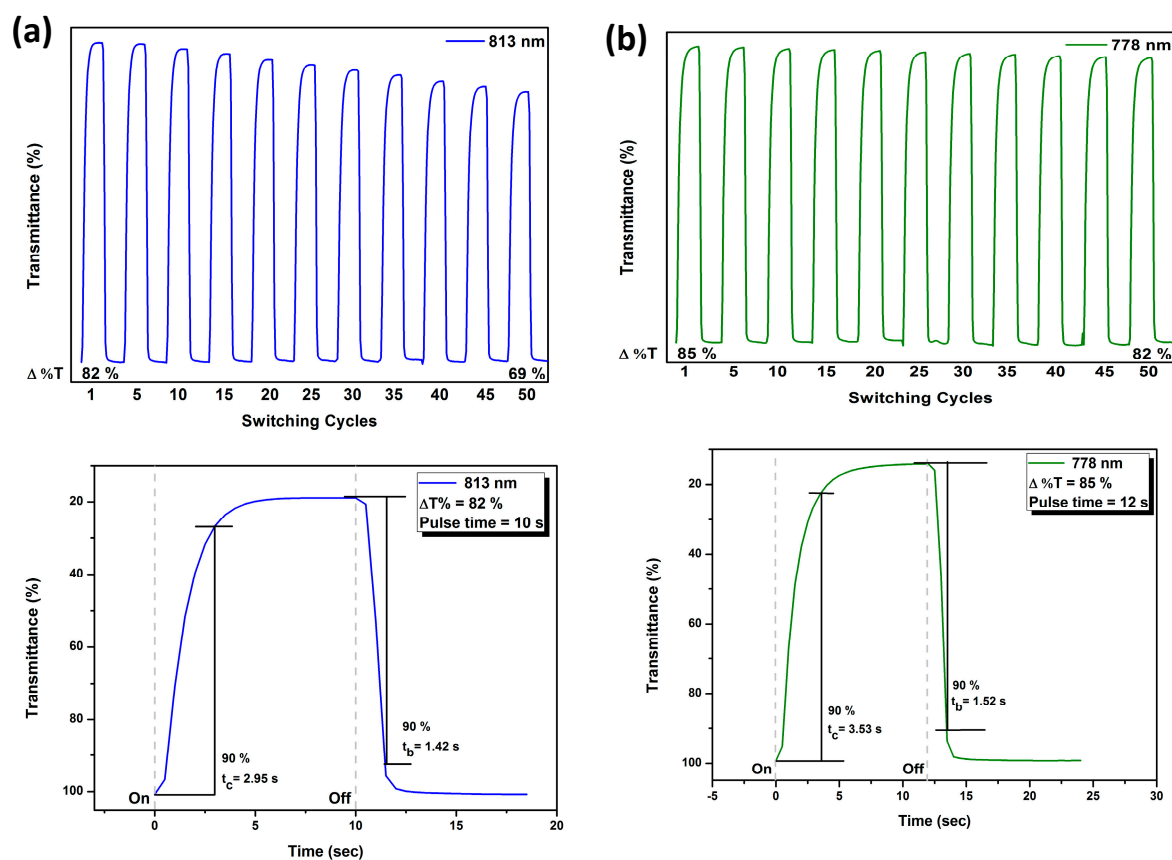 (a)
813 nm
Transmittance (%)
Δ %T
82 %
69 %
1 5 10 15 20 25 30 35 40 45 50
Switching Cycles
(b)
778 nm
Transmittance (%)
85 %
82 %
1 5 10 15 20 25 30 35 40 45 50
Switching Cycles
813 nm
ΔT% = 82 %
Pulse time = 10 s
20
40
60
80
100
Transmittance (%)
90 %
t_c= 2.95 s
90 %
t_b= 1.42 s
On
Off
0 5 10 15 20
Time (sec)
778 nm
Δ %T = 85 %
Pulse time = 12 s
10
20
30
40
50
60
70
80
90
100
Transmittance (%)
90 %
t_c= 3.53 s
90 %
t_b= 1.52 s
On
Off
-5 0 5 10 15 20 25 30
Time (sec)